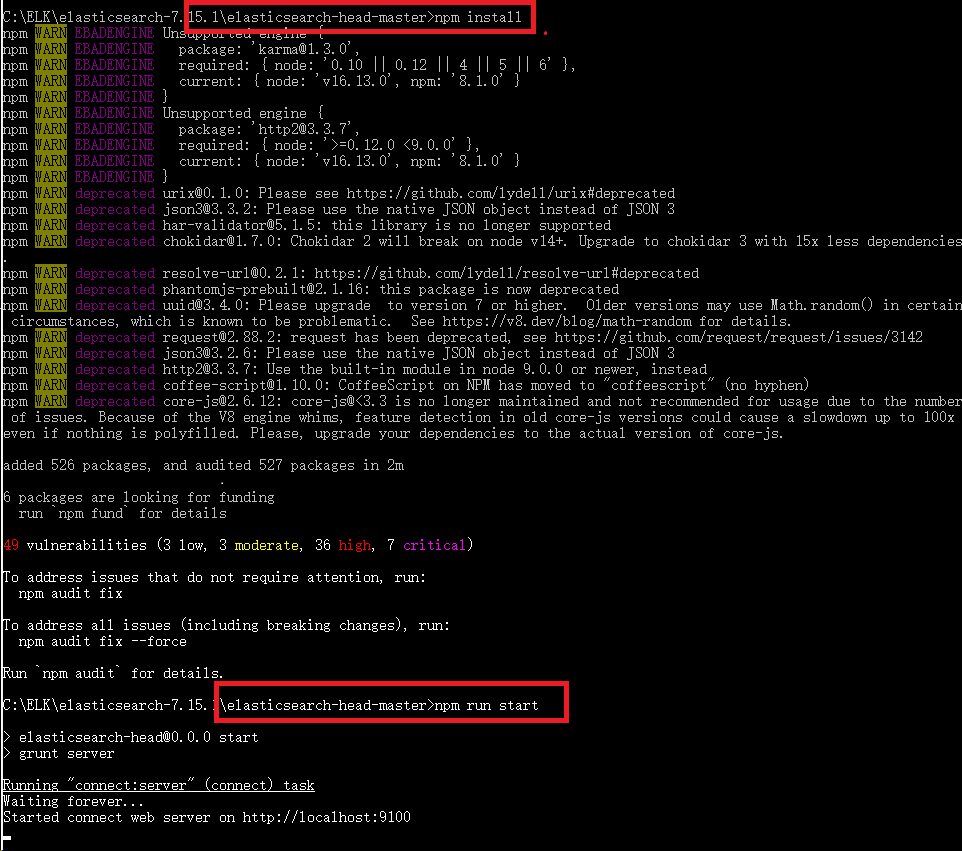 C:\ELK\elasticsearch-7.15.1\elasticsearch-head-master>npm install
npm WARN EBADENGINE Unsupported engine {
npm WARN EBADENGINE   package: 'karma@1.3.0',
npm WARN EBADENGINE   required: { node: '0.10 || 0.12 || 4 || 5 || 6' },
npm WARN EBADENGINE   current: { node: 'v16.13.0', npm: '8.1.0' }
npm WARN EBADENGINE }
npm WARN EBADENGINE Unsupported engine {
npm WARN EBADENGINE   package: 'http2@3.3.7',
npm WARN EBADENGINE   required: { node: '>=0.12.0 <9.0.0' },
npm WARN EBADENGINE   current: { node: 'v16.13.0', npm: '8.1.0' }
npm WARN EBADENGINE }
npm WARN deprecated urix@0.1.0: Please see https://github.com/lydell/urix#deprecated
npm WARN deprecated json3@3.3.2: Please use the native JSON object instead of JSON 3
npm WARN deprecated har-validator@5.1.5: this library is no longer supported
npm WARN deprecated chokidar@1.7.0: Chokidar 2 will break on node v14+. Upgrade to chokidar 3 with 15x less dependencies
.
npm WARN deprecated resolve-url@0.2.1: https://github.com/lydell/resolve-url#deprecated
npm WARN deprecated phantomjs-prebuilt@2.1.16: this package is now deprecated
npm WARN deprecated uuid@3.4.0: Please upgrade  to version 7 or higher.  Older versions may use Math.random() in certain
 circumstances, which is known to be problematic.  See https://v8.dev/blog/math-random for details.
npm WARN deprecated request@2.88.2: request has been deprecated, see https://github.com/request/request/issues/3142
npm WARN deprecated json3@3.2.6: Please use the native JSON object instead of JSON 3
npm WARN deprecated http2@3.3.7: Use the built-in module in node 9.0.0 or newer, instead
npm WARN deprecated coffee-script@1.10.0: CoffeeScript on NPM has moved to "coffeescript" (no hyphen)
npm WARN deprecated core-js@2.6.12: core-js@<3.3 is no longer maintained and not recommended for usage due to the number
 of issues. Because of the V8 engine whims, feature detection in old core-js versions could cause a slowdown up to 100x
even if nothing is polyfilled. Please, upgrade your dependencies to the actual version of core-js.
added 526 packages, and audited 527 packages in 2m
6 packages are looking for funding
  run `npm fund` for details
49 vulnerabilities (3 low, 3 moderate, 36 high, 7 critical)
To address issues that do not require attention, run:
  npm audit fix
To address all issues (including breaking changes), run:
  npm audit fix --force
Run `npm audit` for details.
C:\ELK\elasticsearch-7.15.1\elasticsearch-head-master>npm run start
> elasticsearch-head@0.0.0 start
> grunt server
Running "connect:server" (connect) task
Waiting forever...
Started connect web server on http://localhost:9100